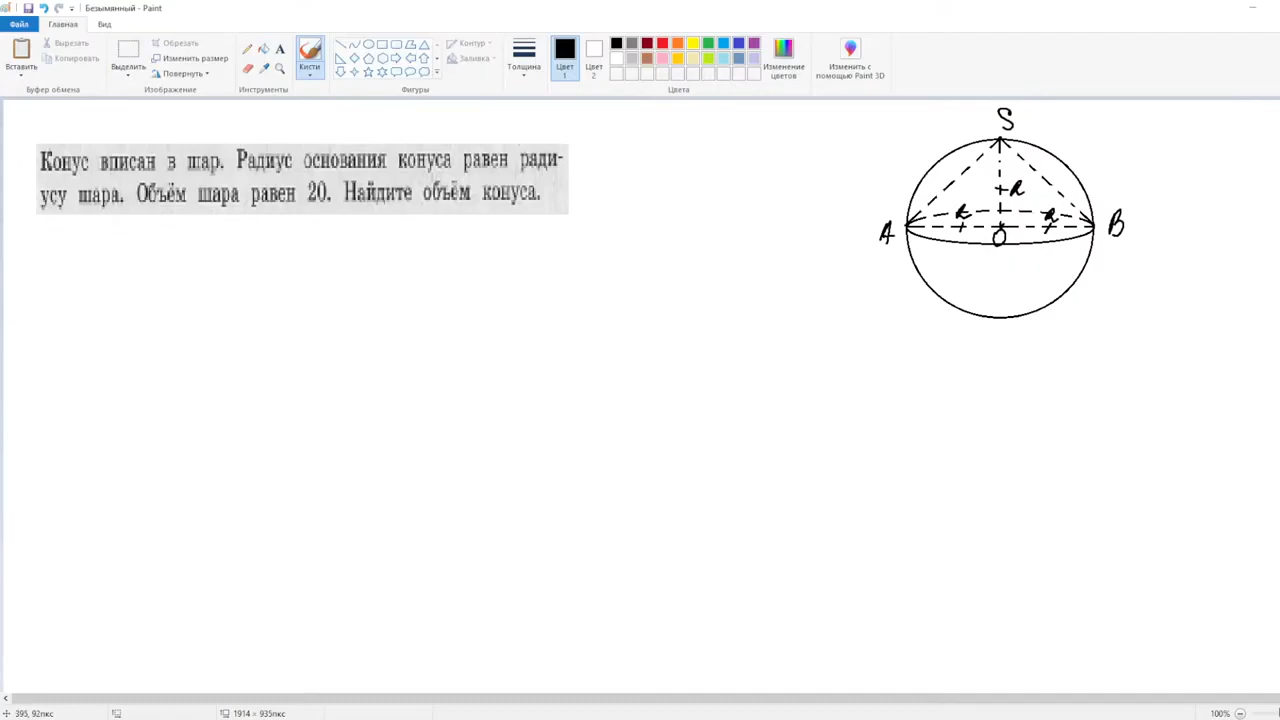 Безымянный - Paint
Файл Главная Вид
Вставить
Вырезать
Копировать
Буфер обмена
Выделить
Обрезать
Изменить размер
Повернуть
Изображение
A
Инструменты
Кисти
Контур
Заливка
Фигуры
Толщина
Цвет 1
Цвет 2
Изменение цветов
Цвета
Изменить с помощью Paint 3D
Конус вписан в шар. Радиус основания конуса равен ради-
усу шара. Объём шара равен 20. Найдите объём конуса.
S
R
R R
A O B
395, 92пкс 1914 × 935пкс 100%